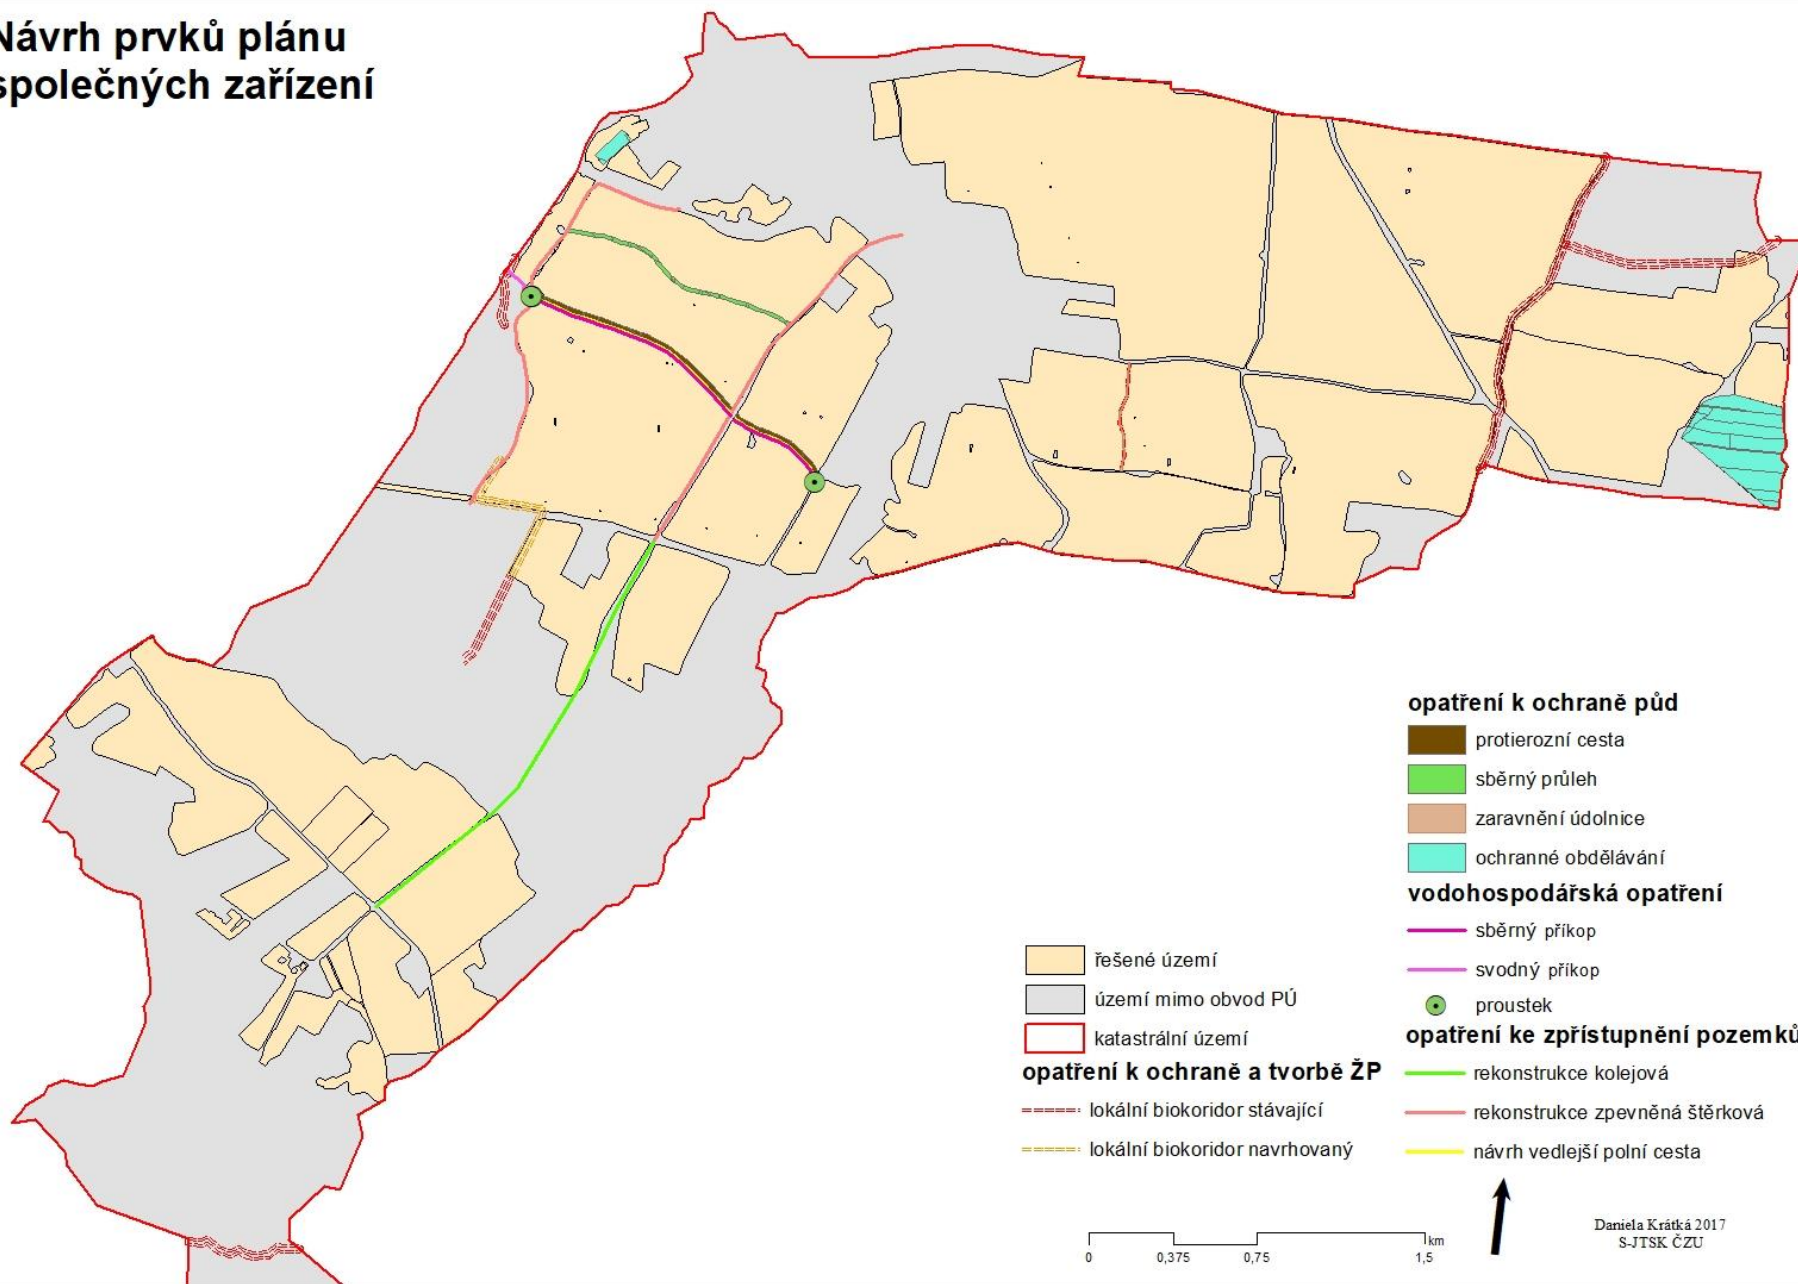 Návrh prvků plánu
společných zařízení
řešené území
území mimo obvod PÚ
katastrální území
opatření k ochraně a tvorbě ŽP
lokální biokoridor stávající
lokální biokoridor navrhovaný
opatření k ochraně půd
protierozní cesta
sběrný průleh
zaravnění údolnice
ochranné obdělávání
vodohospodářská opatření
sběrný příkop
svodný příkop
proustek
opatření ke zpřístupnění pozemků
rekonstrukce kolejová
rekonstrukce zpevněná štěrková
návrh vedlejší polní cesta
km
0 0,375 0,75 1,5
Daniela Krátká 2017
S-JTSK ČZU